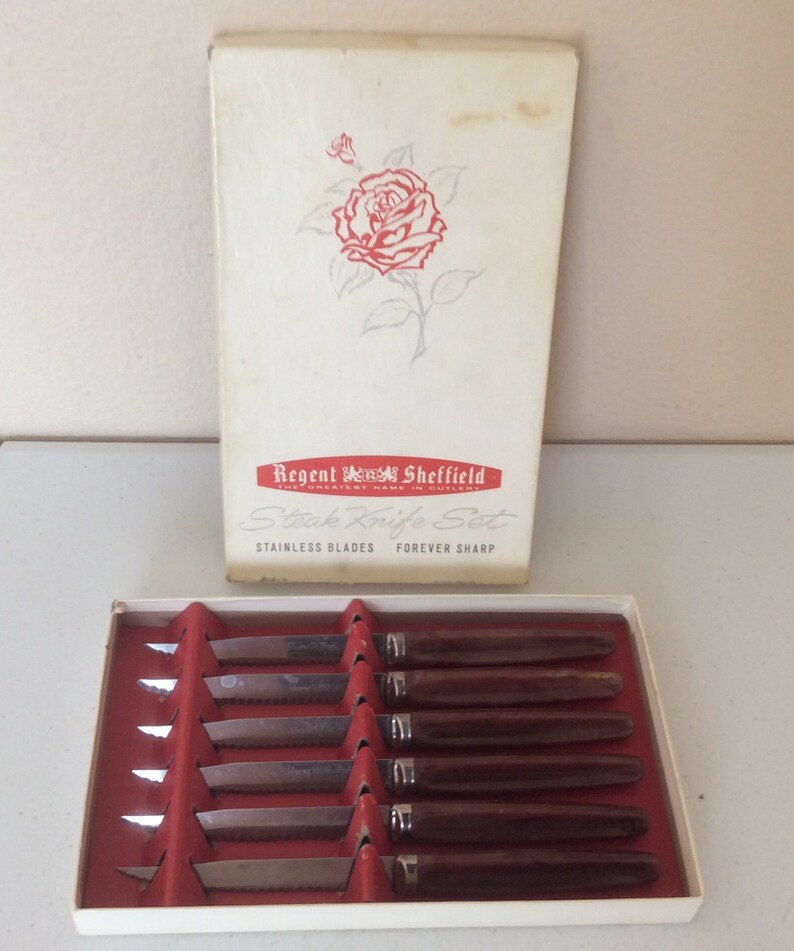 Regent R Sheffield
THE GREATEST NAME IN CUTLERY
Steak Knife Set
STAINLESS BLADES FOREVER SHARP